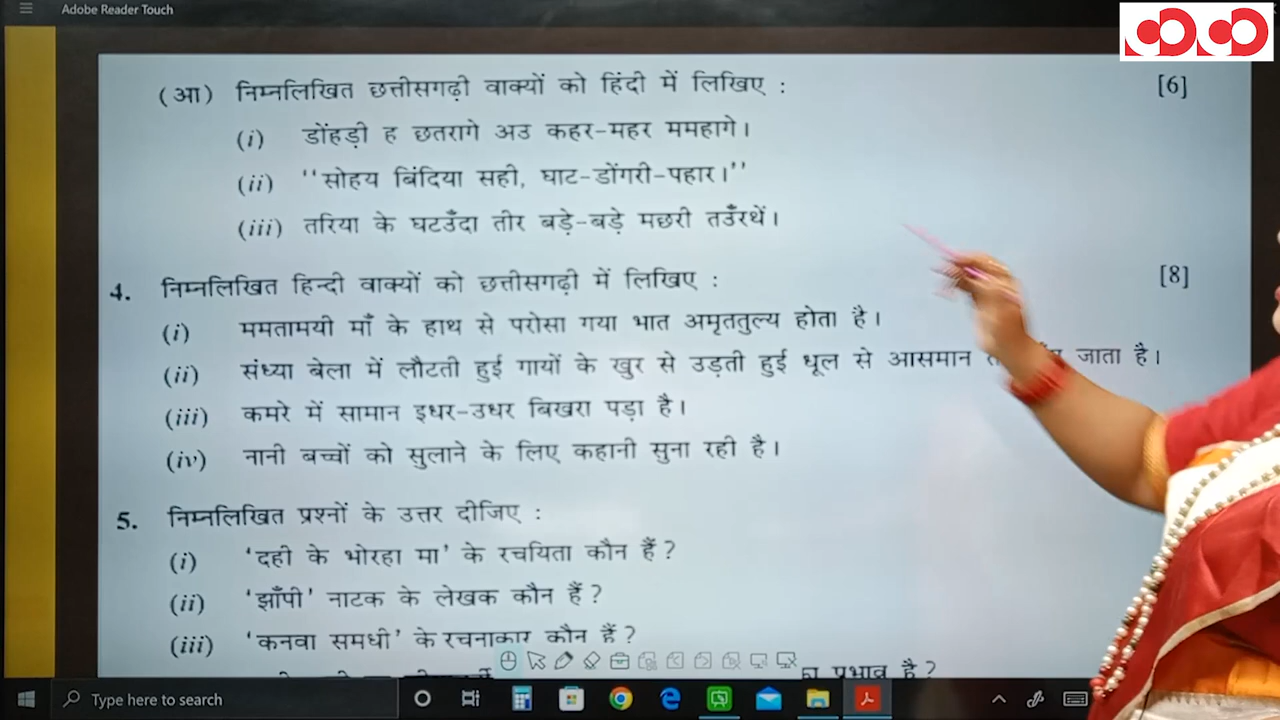 Adobe Reader Touch
(आ) निम्नलिखित छत्तीसगढ़ी वाक्यों को हिंदी में लिखिए : [6]
(i) डोंहड़ी ह छतरागे अउ कहर-महर ममहागे।
(ii) ''सोहय बिंदिया सही, घाट-डोंगरी-पहार।''
(iii) तरिया के घटउँदा तीर बड़े-बड़े मछरी तउँरथें।
4. निम्नलिखित हिन्दी वाक्यों को छत्तीसगढ़ी में लिखिए : [8]
(i) ममतामयी माँ के हाथ से परोसा गया भात अमृततुल्य होता है।
(ii) संध्या बेला में लौटती हुई गायों के खुर से उड़ती हुई धूल से आसमान जाता है।
(iii) कमरे में सामान इधर-उधर बिखरा पड़ा है।
(iv) नानी बच्चों को सुलाने के लिए कहानी सुना रही है।
5. निम्नलिखित प्रश्नों के उत्तर दीजिए :
(i) 'दही के भोरहा मा' के रचयिता कौन हैं?
(ii) 'झाँपी' नाटक के लेखक कौन हैं?
(iii) 'कनवा समधी' के रचनाकार कौन हैं?
प्रभाव है?
Type here to search